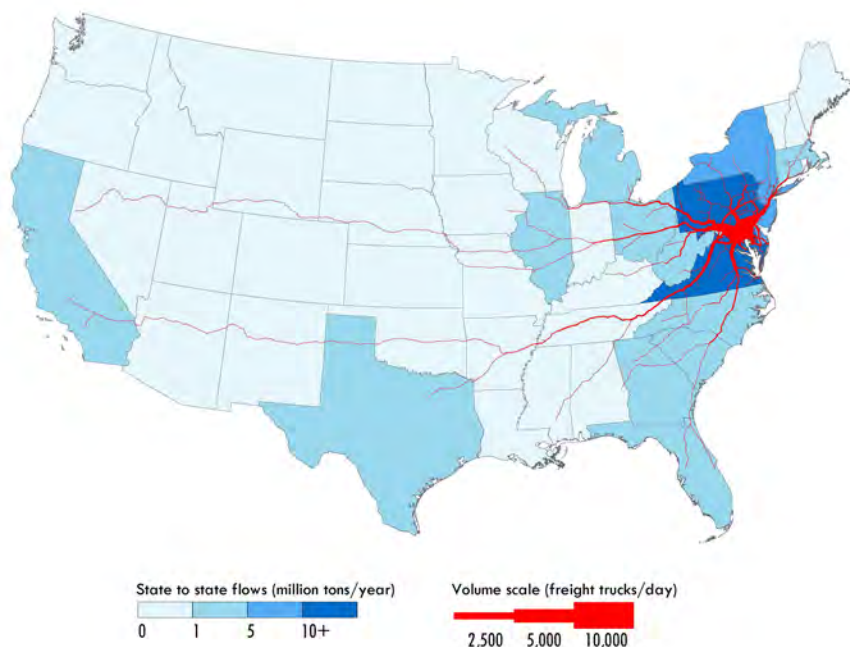 State to state flows (million tons/year)
0 1 5 10+
Volume scale (freight trucks/day)
2,500 5,000 10,000